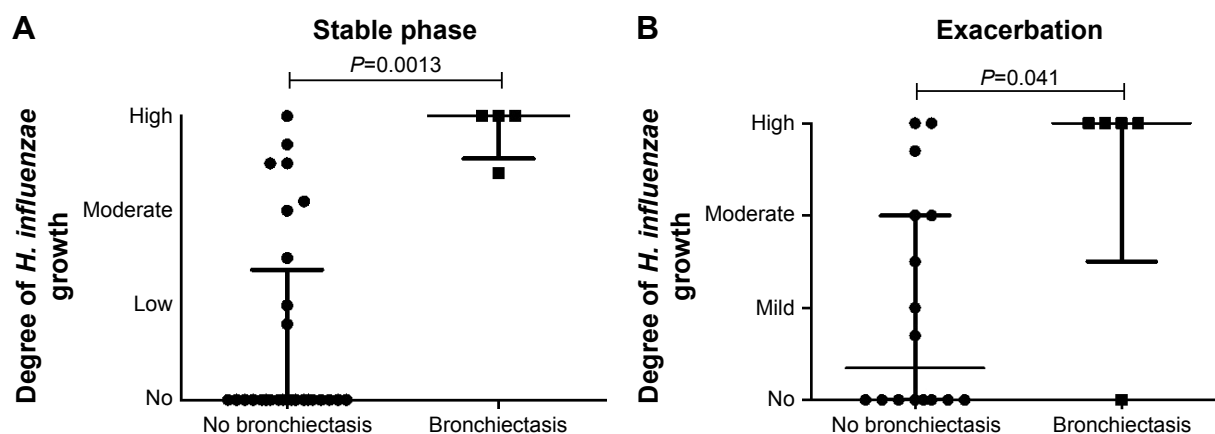 A
Stable phase
P=0.0013
Degree of H. influenzae
growth
High
Moderate
Low
No
No bronchiectasis
Bronchiectasis
B
Exacerbation
P=0.041
Degree of H. influenzae
growth
High
Moderate
Mild
No
No bronchiectasis
Bronchiectasis